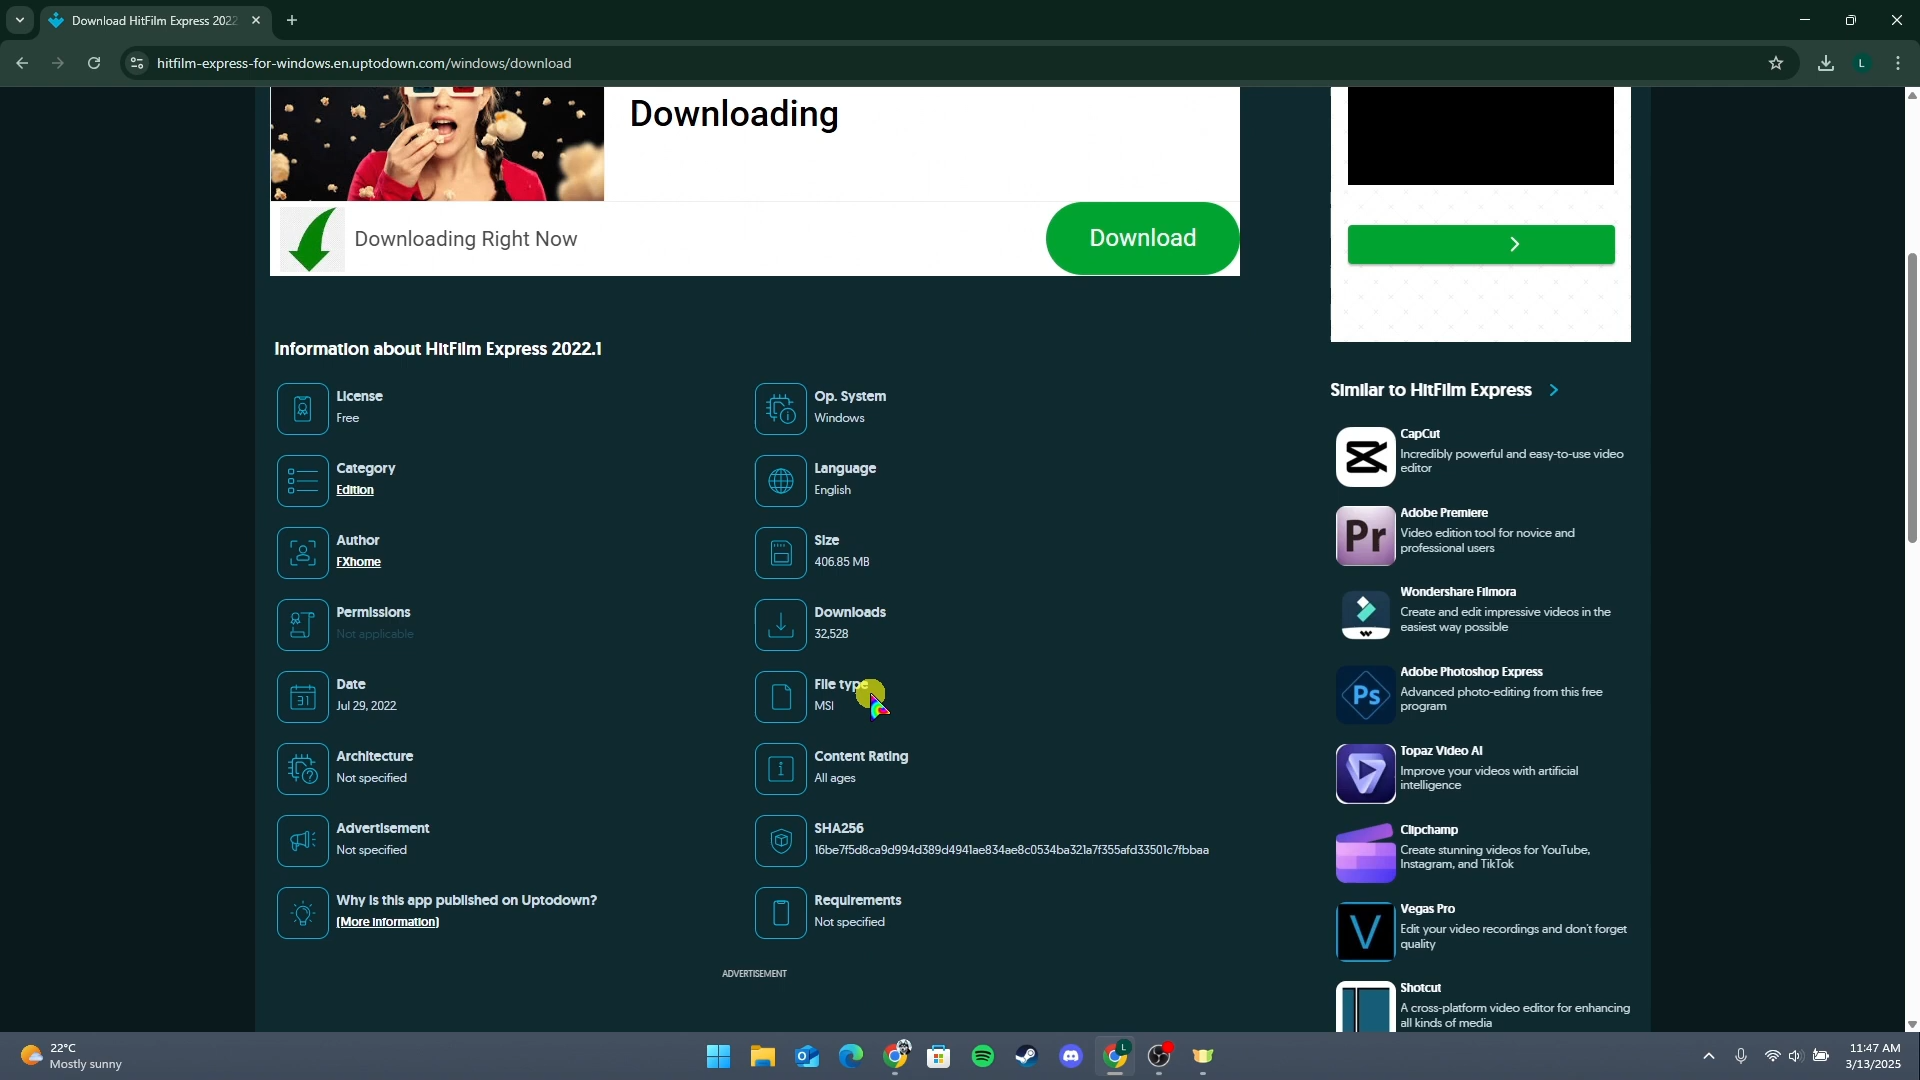 Download HitFilm Express 2022
hitfilm-express-for-windows.en.uptodown.com/windows/download
L
Downloading
Downloading Right Now
Download
Information about HitFilm Express 2022.1
License
Free
Op. System
Windows
Category
Edition
Language
English
Author
FXhome
Size
406.85 MB
Permissions
Not applicable
Downloads
32,528
Date
Jul 29, 2022
File type
MSI
Architecture
Not specified
Content Rating
All ages
Advertisement
Not specified
SHA256
16be7f5d8ca9d994d389d4941ae834ae8c0534ba321a7f355afd33501c7fbbaa
Why is this app published on Uptodown?
(More information)
Requirements
Not specified
ADVERTISEMENT
Similar to HitFilm Express
CapCut
Incredibly powerful and easy-to-use video
editor
Adobe Premiere
Video edition tool for novice and
professional users
Wondershare Filmora
Create and edit impressive videos in the
easiest way possible
Adobe Photoshop Express
Advanced photo-editing from this free
program
Topaz Video AI
Improve your videos with artificial
intelligence
Clipchamp
Create stunning videos for YouTube,
Instagram, and TikTok
Vegas Pro
Edit your video recordings and don't forget
quality
Shotcut
A cross-platform video editor for enhancing
all kinds of media
22°C
Mostly sunny
11:47 AM
3/13/2025